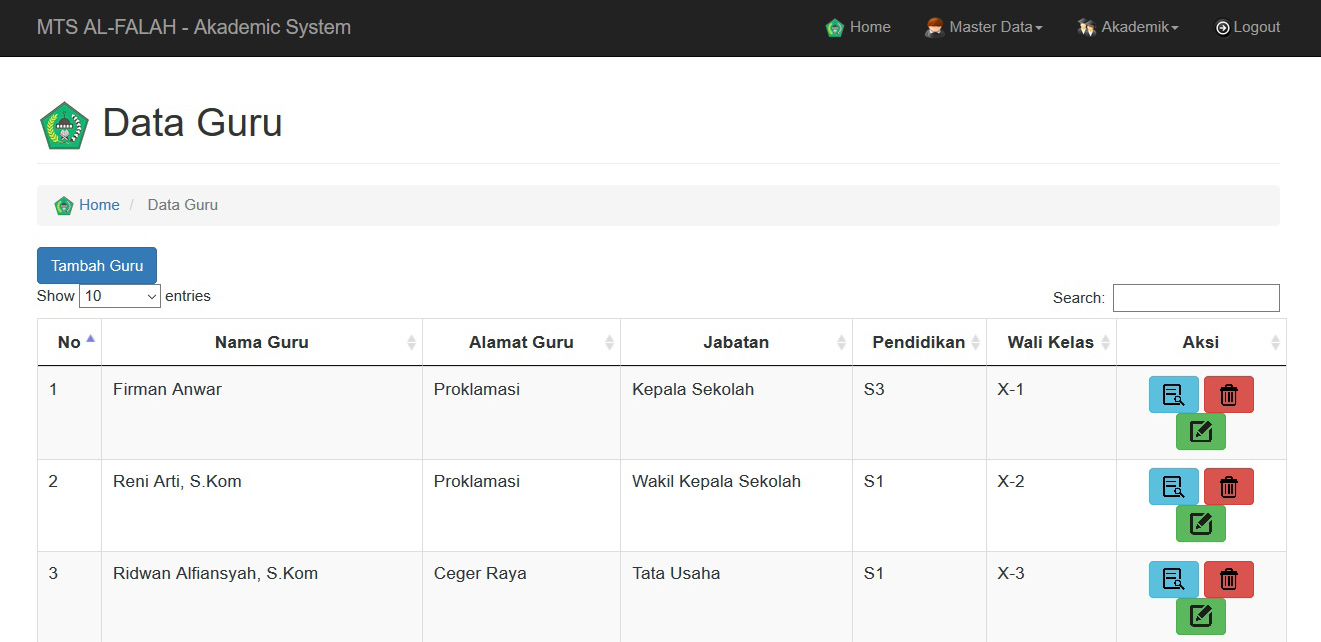 MTS AL-FALAH - Akademic System Home Master Data Akademik Logout
Data Guru
Home / Data Guru
Tambah Guru
Show 10 entries Search:
No Nama Guru Alamat Guru Jabatan Pendidikan Wali Kelas Aksi
1 Firman Anwar Proklamasi Kepala Sekolah S3 X-1
2 Reni Arti, S.Kom Proklamasi Wakil Kepala Sekolah S1 X-2
3 Ridwan Alfiansyah, S.Kom Ceger Raya Tata Usaha S1 X-3